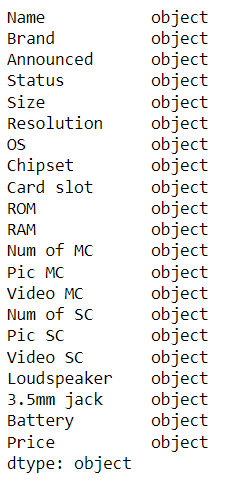 Name object
Brand object
Announced object
Status object
Size object
Resolution object
OS object
Chipset object
Card slot object
ROM object
RAM object
Num of MC object
Pic MC object
Video MC object
Num of SC object
Pic SC object
Video SC object
Loudspeaker object
3.5mm jack object
Battery object
Price object
dtype: object